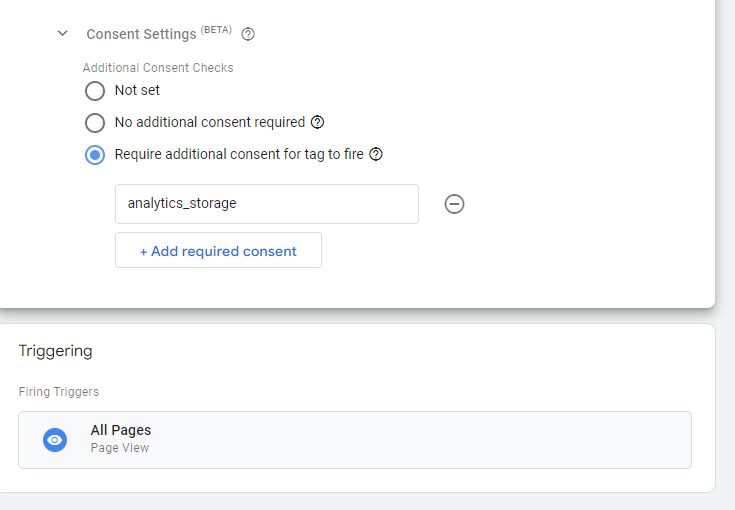 Consent Settings (BETA)
Additional Consent Checks
Not set
No additional consent required
Require additional consent for tag to fire
analytics_storage
+ Add required consent
Triggering
Firing Triggers
All Pages
Page View